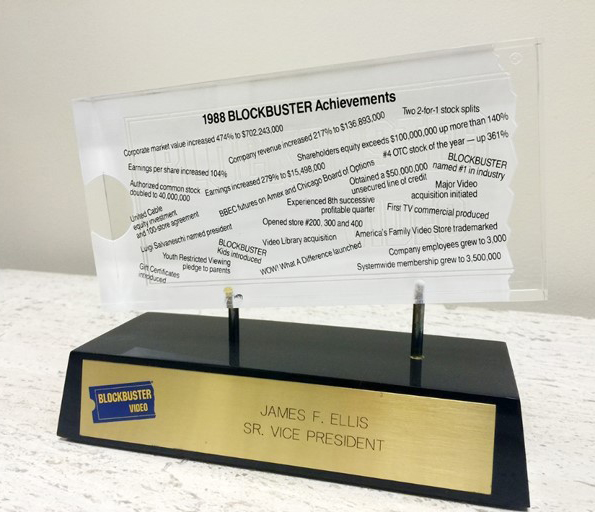 1988 BLOCKBUSTER Achievements
Corporate market value increased 474% to $702,243,000
Company revenue increased 217% to $136,893,000
Two 2-for-1 stock splits
Earnings per share increased 104%
Shareholders equity exceeds $100,000,000 up more than 140%
Authorized common stock
doubled to 40,000,000
Earnings increased 279% to $15,498,000
#4 OTC stock of the year — up 361%
BBEC futures on Amex and Chicago Board of Options
Obtained a $50,000,000
unsecured line of credit
BLOCKBUSTER
named #1 in industry
United Cable
equity investment
and 100-store agreement
Experienced 8th successive
profitable quarter
Major Video
acquisition initiated
First TV commercial produced
Luigi Salvaneschi named president
Opened store #200, 300 and 400
America's Family Video Store trademarked
BLOCKBUSTER
Kids introduced
Video Library acquisition
Youth Restricted Viewing
pledge to parents
WOW! What A Difference launched
Company employees grew to 3,000
Gift Certificates
introduced
Systemwide membership grew to 3,500,000
BLOCKBUSTER
VIDEO
JAMES F. ELLIS
SR. VICE PRESIDENT